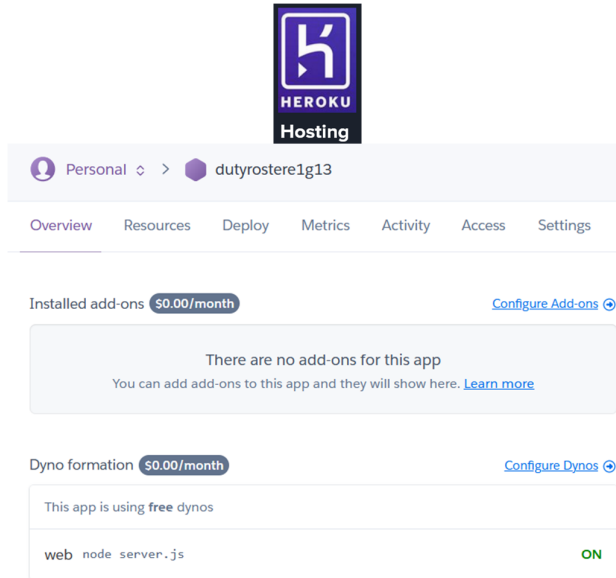 HEROKU
Hosting
Personal dutyrostere1g13
Overview Resources Deploy Metrics Activity Access Settings
Installed add-ons $0.00/month Configure Add-ons
There are no add-ons for this app
You can add add-ons to this app and they will show here. Learn more
Dyno formation $0.00/month Configure Dynos
This app is using free dynos
web node server.js ON